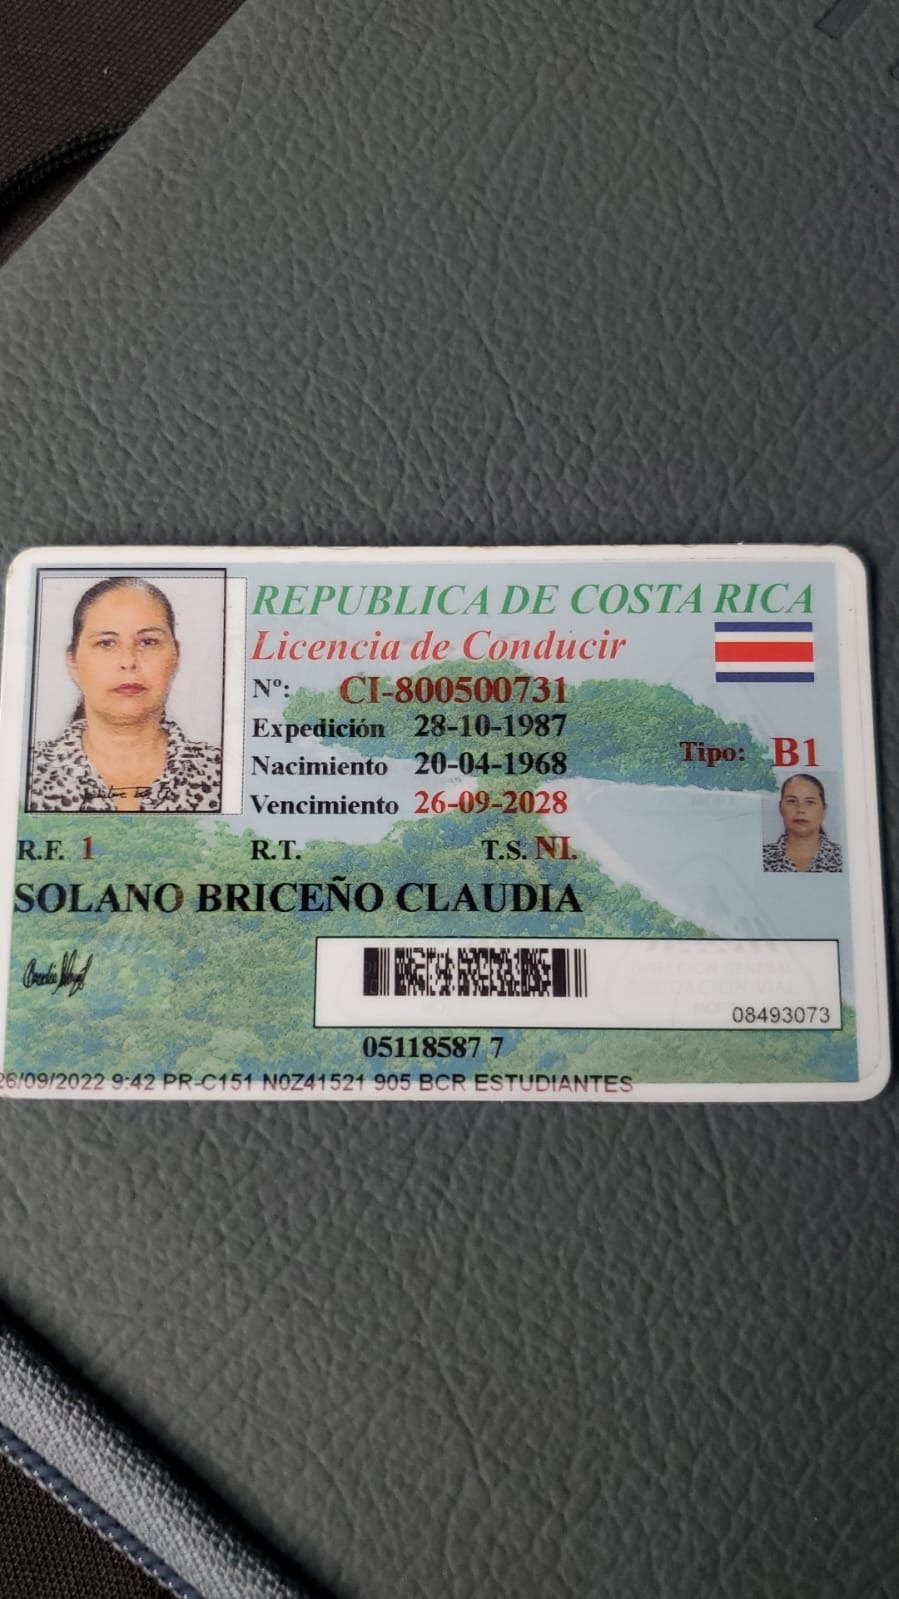 REPUBLICA DE COSTA RICA
Licencia de Conducir
Nº: CI-800500731
Expedición 28-10-1987
Nacimiento 20-04-1968
Tipo: B1
Vencimiento 26-09-2028
R.F. 1 R.T. T.S. NI.
SOLANO BRICEÑO CLAUDIA
08493073
05118587 7
26/09/2022 9:42 PR-C151 N0Z41521 905 BCR ESTUDIANTES